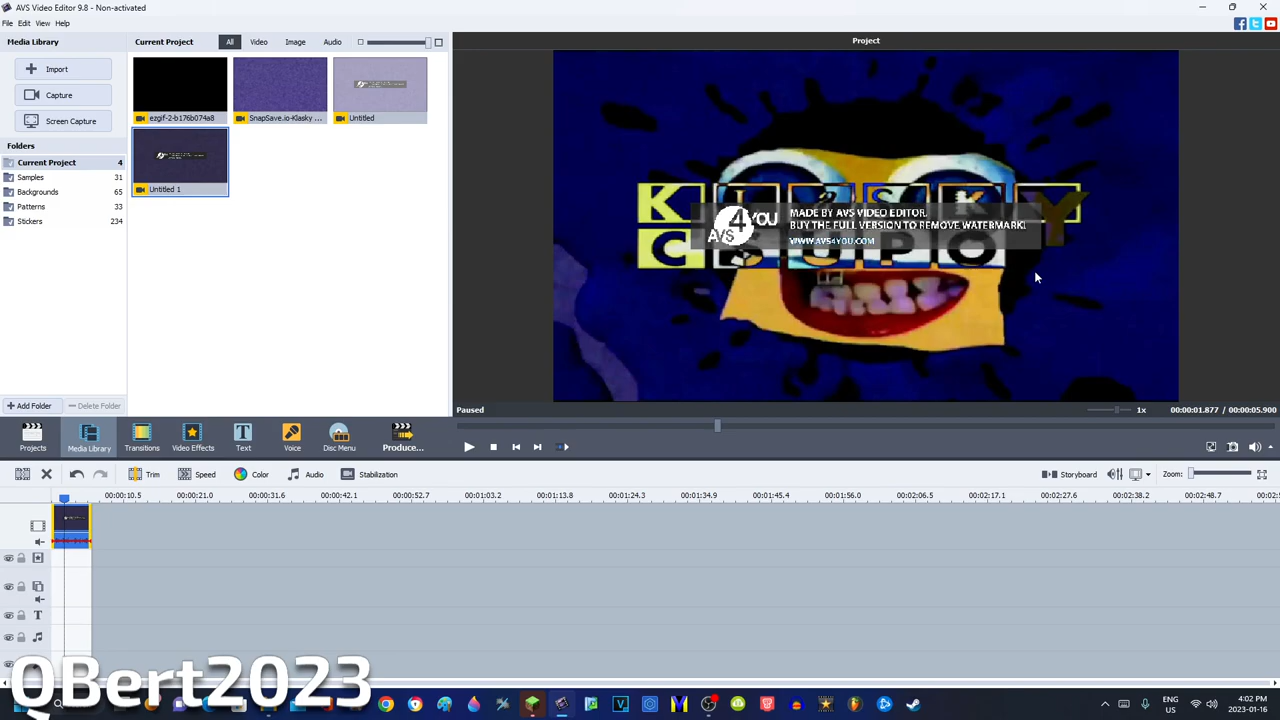 AVS Video Editor 9.8 - Non-activated
File Edit View Help
Media Library
Current Project All Video Image Audio
Project
Import
Capture
Screen Capture
ezgif-2-b176b074a8 SnapSave.io-Klasky ... Untitled
Folders
Current Project 4
Samples 31
Backgrounds 65
Patterns 33
Stickers 234
Untitled 1
AVS4YOU
MADE BY AVS VIDEO EDITOR.
BUY THE FULL VERSION TO REMOVE WATERMARK!
WWW.AVS4YOU.COM
KLASKY
CSUPO
Add Folder Delete Folder
Paused 1x 00:00:01.877 / 00:00:05.900
Projects Media Library Transitions Video Effects Text Voice Disc Menu Produce...
Trim Speed Color Audio Stabilization Storyboard Zoom:
00:00:10.5 00:00:21.0 00:00:31.6 00:00:42.1 00:00:52.7 00:01:03.2 00:01:13.8 00:01:24.3 00:01:34.9 00:01:45.4 00:01:56.0 00:02:06.5 00:02:17.1 00:02:27.6 00:02:38.2 00:02:48.7
T
QBert2023
ENG
US
4:02 PM
2023-01-16